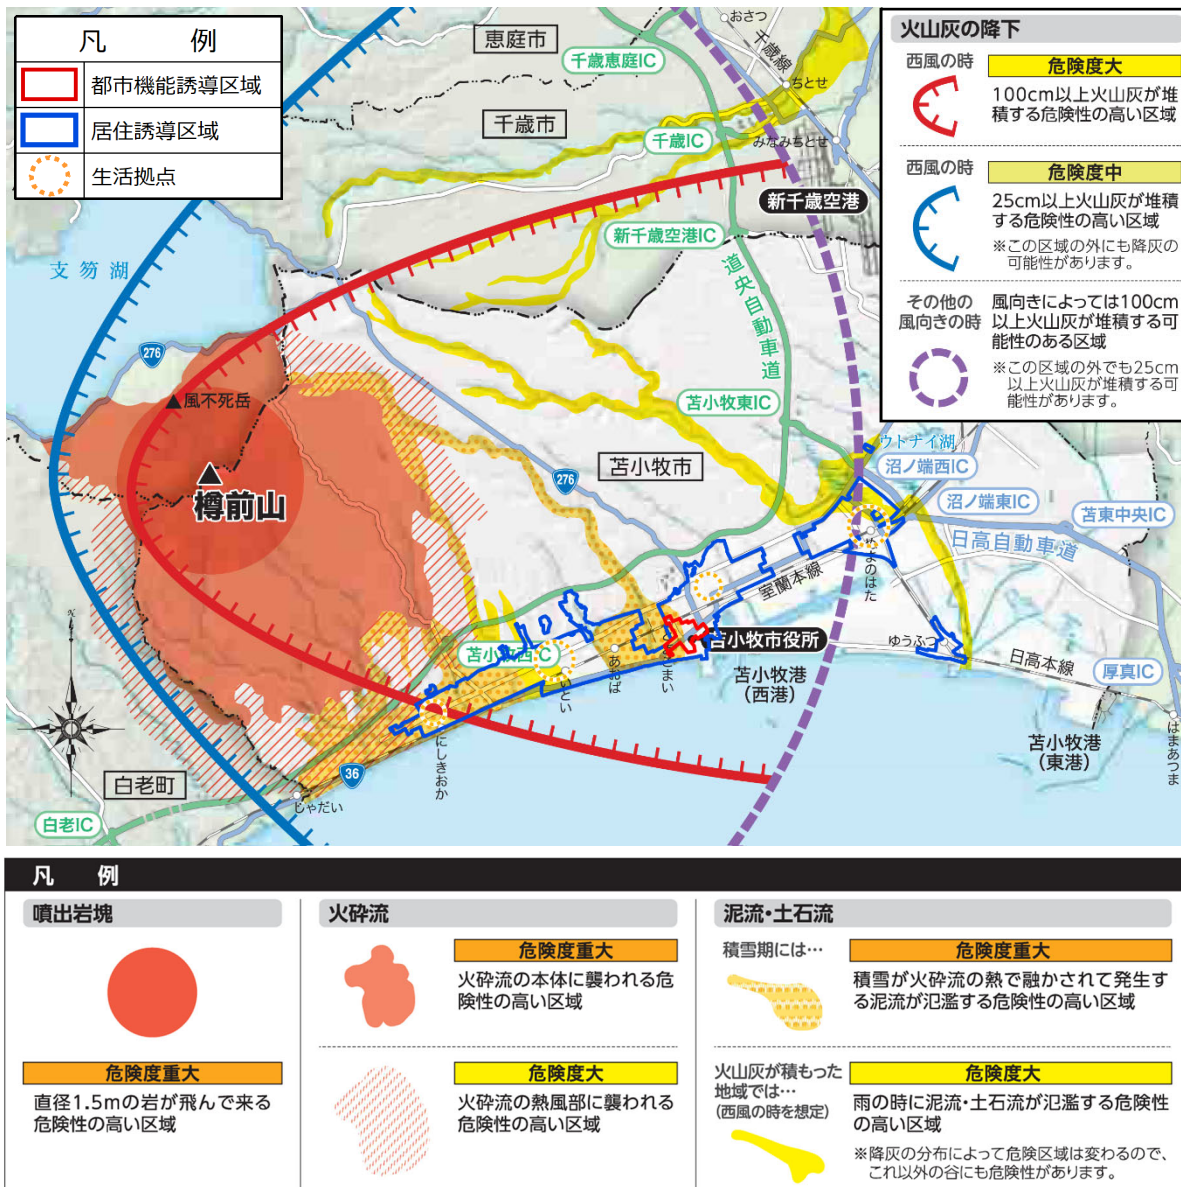 凡 例
都市機能誘導区域
居住誘導区域
生活拠点
恵庭市
千歳恵庭IC
おさつ
千歳線
ちとせ
千歳市
千歳IC
みなみちとせ
新千歳空港
新千歳空港IC
支笏湖
道央自動車道
276
風不死岳
樽前山
苫小牧東IC
苫小牧市
276
ウトナイ湖
沼ノ端西IC
沼ノ端東IC
苫東中央IC
日高自動車道
ぬまのはた
室蘭本線
苫小牧市役所
ゆうふつ
日高本線
厚真IC
苫小牧西IC
あおば
とまこまい
苫小牧港
(西港)
いとい
苫小牧港
(東港)
はまあつま
にしきおか
36
白老町
じゃだい
白老IC
火山灰の降下
西風の時
危険度大
100cm以上火山灰が堆
積する危険性の高い区域
西風の時
危険度中
25cm以上火山灰が堆積
する危険性の高い区域
※この区域の外にも降灰の
可能性があります。
その他の
風向きの時
風向きによっては100cm
以上火山灰が堆積する可
能性のある区域
※この区域の外でも25cm
以上火山灰が堆積する可
能性があります。
凡 例
噴出岩塊
危険度重大
直径1.5mの岩が飛んで来る
危険性の高い区域
火砕流
危険度重大
火砕流の本体に襲われる危
険性の高い区域
危険度大
火砕流の熱風部に襲われる
危険性の高い区域
泥流・土石流
積雪期には…
危険度重大
積雪が火砕流の熱で融かされて発生す
る泥流が氾濫する危険性の高い区域
火山灰が積もった
地域では…
(西風の時を想定)
危険度大
雨の時に泥流・土石流が氾濫する危険性
の高い区域
※降灰の分布によって危険区域は変わるので、
これ以外の谷にも危険性があります。